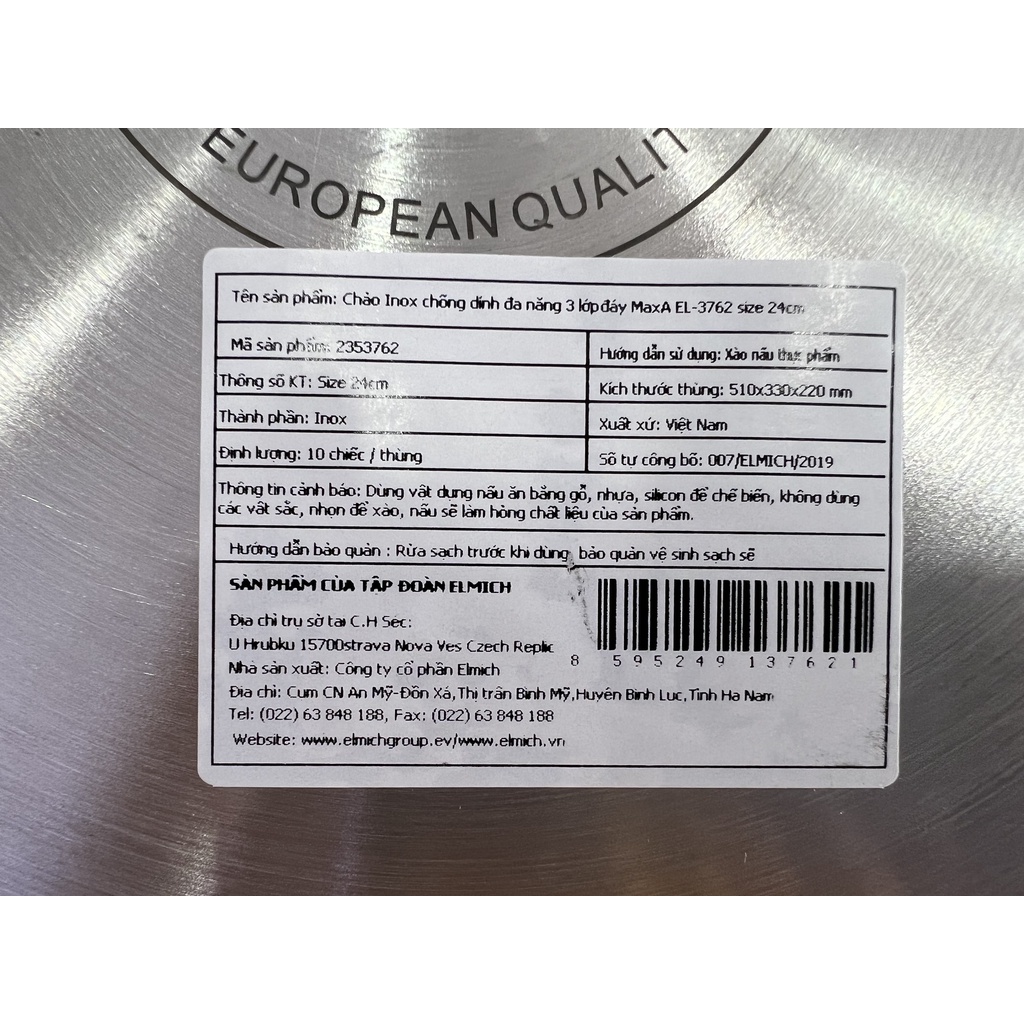 EUROPEAN QUALIT
Tên sản phẩm: Chảo Inox chống dính đa năng 3 lớp đáy MaxA EL-3762 size 24cm
Mã sản phẩm: 2353762
Hướng dẫn sử dụng: Xào nấu thực phẩm
Thông số KT: Size 24cm
Kích thước thùng: 510x330x220 mm
Thành phần: Inox
Xuất xứ: Việt Nam
Định lượng: 10 chiếc / thùng
Số tự công bố: 007/ELMICH/2019
Thông tin cảnh báo: Dùng vật dụng nấu ăn bằng gỗ, nhựa, silicon để chế biến, không dùng
các vật sắc, nhọn để xào, nấu sẽ làm hỏng chất liệu của sản phẩm.
Hướng dẫn bảo quản : Rửa sạch trước khi dùng, bảo quản vệ sinh sạch sẽ
SẢN PHẨM CỦA TẬP ĐOÀN ELMICH
Địa chỉ trụ sở tại C.H Séc:
U Hrubku 15700strava Nova Ves Czech Replic
8 595249 137621
Nhà sản xuất: Công ty cổ phần Elmich
Địa chỉ: Cụm CN An Mỹ-Đồn Xá,Thị trấn Bình Mỹ,Huyện Bình Lục,Tỉnh Hà Nam
Tel: (022) 63 848 188, Fax: (022) 63 848 188
Website: www.elmichgroup.ev/www.elmich.vn